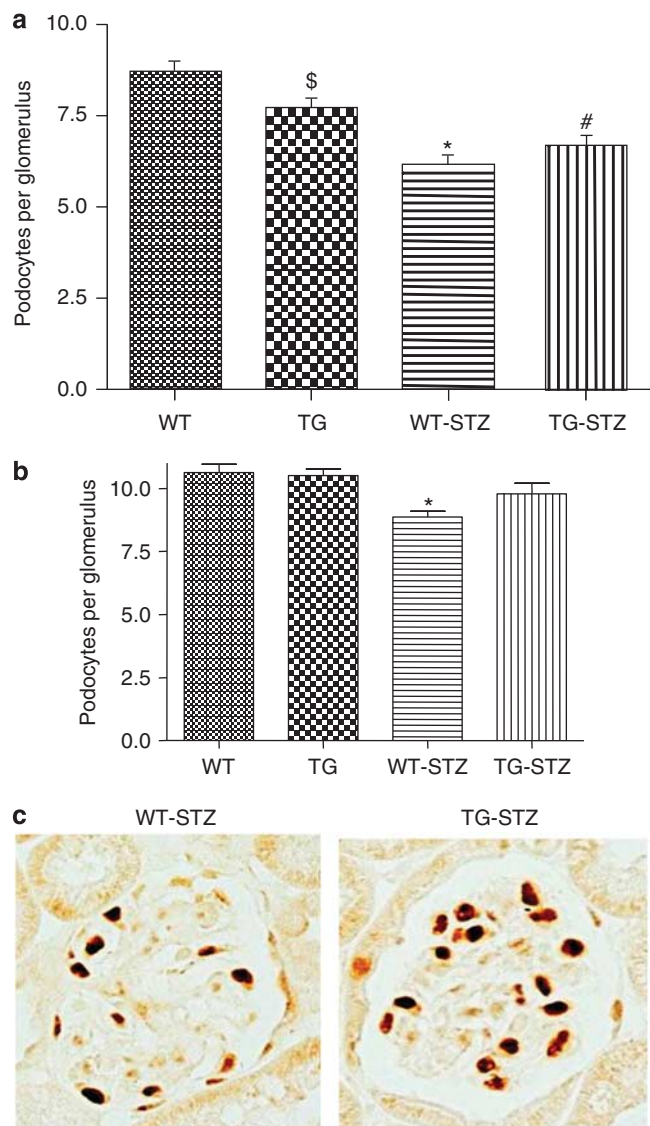 a
Podocytes per glomerulus
10.0
7.5
5.0
2.5
0.0
$
*
#
WT
TG
WT-STZ
TG-STZ
b
Podocytes per glomerulus
10.0
7.5
5.0
2.5
0.0
*
WT
TG
WT-STZ
TG-STZ
c
WT-STZ
TG-STZ